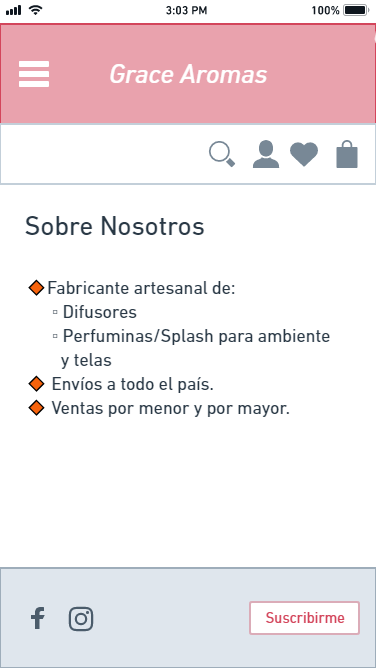 3:03 PM
100%
Grace Aromas
Sobre Nosotros
🔶Fabricante artesanal de:
▫ Difusores
▫ Perfuminas/Splash para ambiente
y telas
🔶 Envíos a todo el país.
🔶 Ventas por menor y por mayor.
Suscribirme